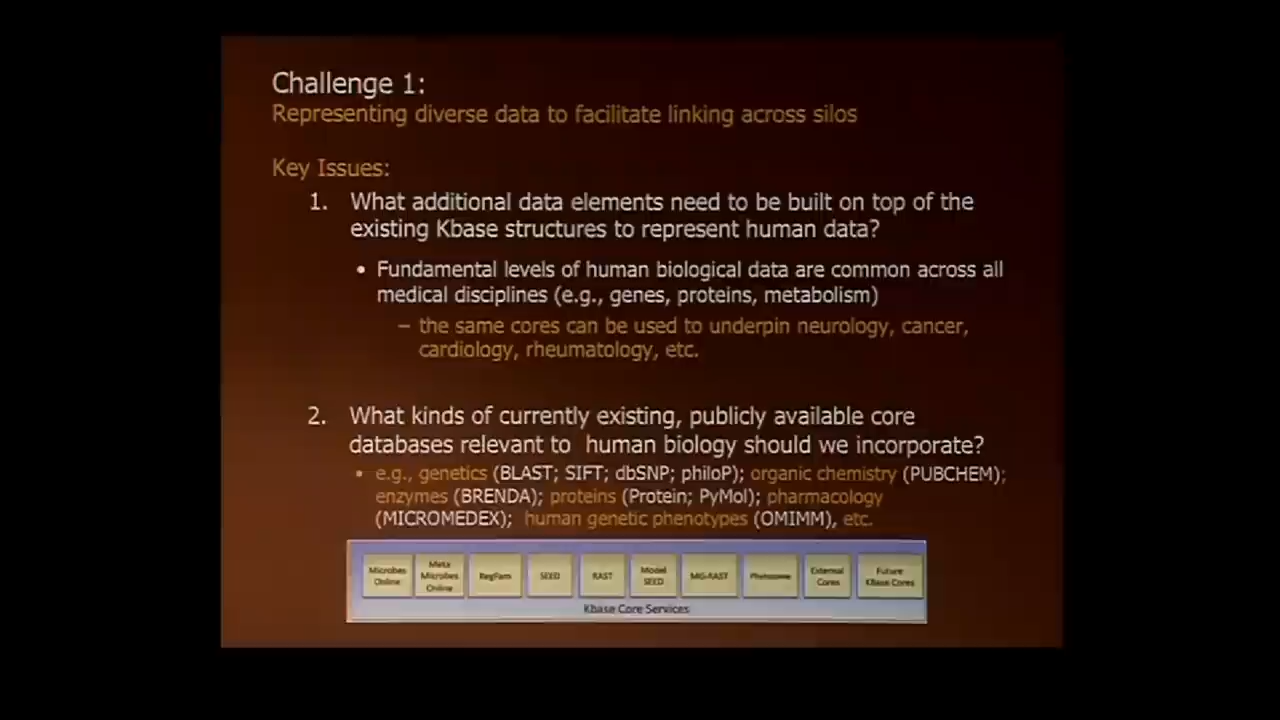 Challenge 1:
Representing diverse data to facilitate linking across silos
Key Issues:
1. What additional data elements need to be built on top of the
existing Kbase structures to represent human data?
• Fundamental levels of human biological data are common across all
medical disciplines (e.g., genes, proteins, metabolism)
– the same cores can be used to underpin neurology, cancer,
cardiology, rheumatology, etc.
2. What kinds of currently existing, publicly available core
databases relevant to human biology should we incorporate?
• e.g., genetics (BLAST; SIFT; dbSNP; philoP); organic chemistry (PUBCHEM);
enzymes (BRENDA); proteins (Protein; PyMol); pharmacology
(MICROMEDEX); human genetic phenotypes (OMIMM), etc.
Microbes
Online
Meta
Microbes
Online
RegFam
SEED
RAST
Model
SEED
MG-RAST
External
Cores
Future
KBase Cores
Kbase Core Services